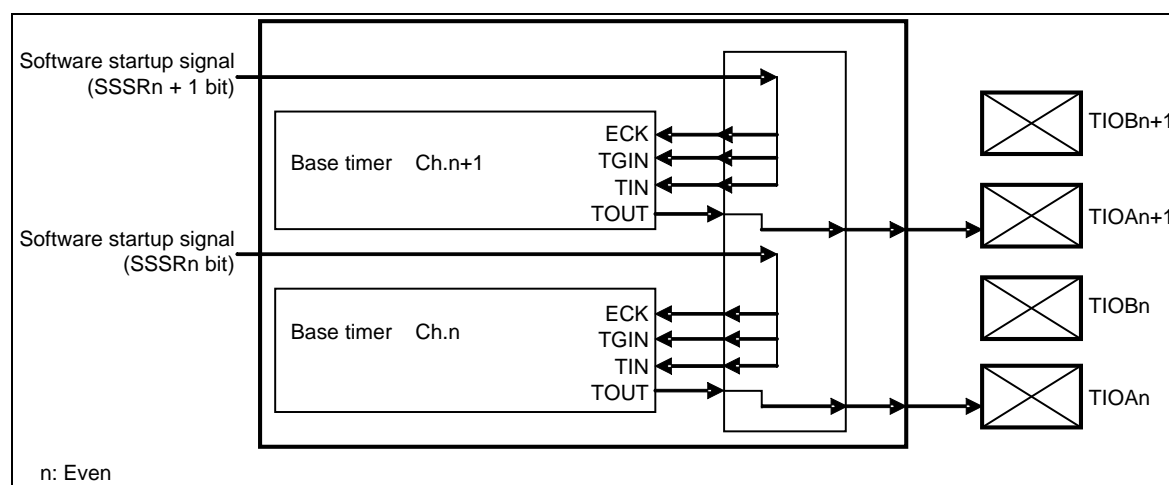 Software startup signal
(SSSRn + 1 bit)
TIOBn+1
ECK
TGIN
Base timer Ch.n+1
TIN
TOUT
TIOAn+1
Software startup signal
(SSSRn bit)
TIOBn
ECK
Base timer Ch.n
TGIN
TIN
TOUT
TIOAn
n: Even